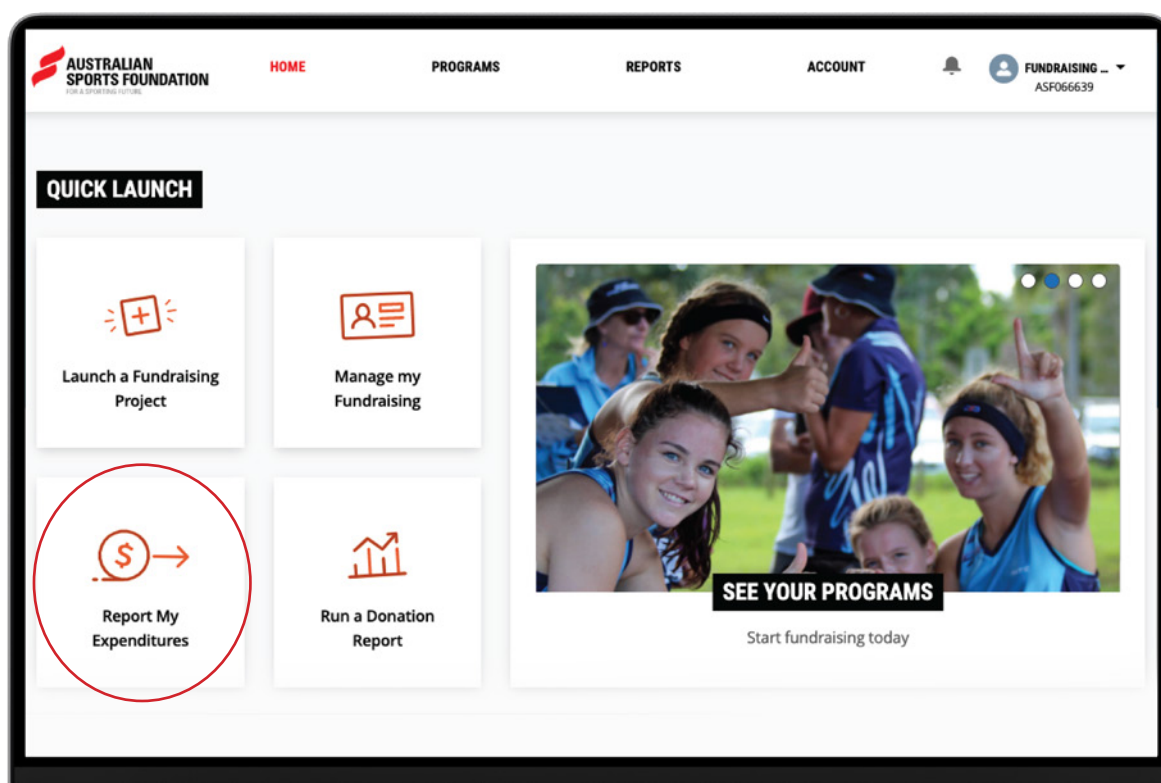 AUSTRALIAN
SPORTS FOUNDATION
FOR A SPORTING FUTURE
HOME
PROGRAMS
REPORTS
ACCOUNT
FUNDRAISING ...
ASF066639
QUICK LAUNCH
Launch a Fundraising
Project
Manage my
Fundraising
Report My
Expenditures
Run a Donation
Report
SEE YOUR PROGRAMS
Start fundraising today